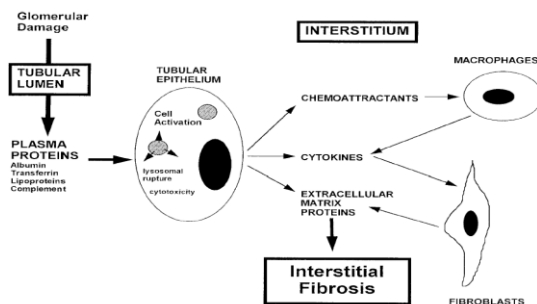 Glomerular
Damage
TUBULAR
LUMEN
PLASMA
PROTEINS
Albumin
Transferrin
Lipoproteins
Complement
TUBULAR
EPITHELIUM
Cell
Activation
lysosomal
rupture
cytotoxicity
INTERSTITIUM
CHEMOATTRACTANTS
CYTOKINES
EXTRACELLULAR
MATRIX
PROTEINS
Interstitial
Fibrosis
MACROPHAGES
FIBROBLASTS